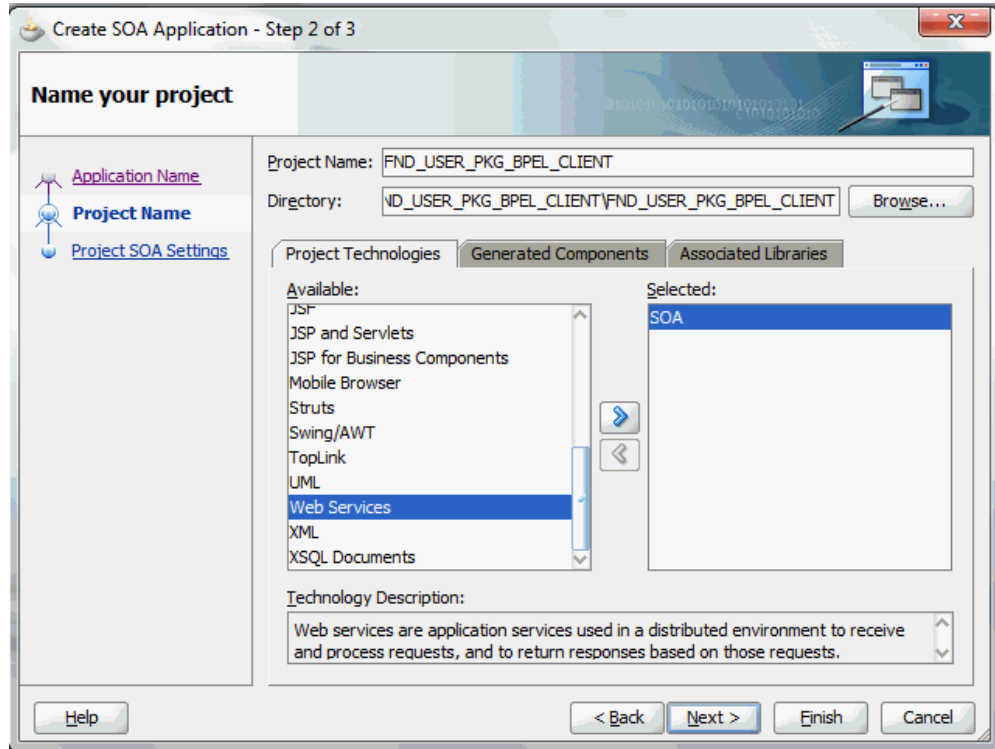 Create SOA Application - Step 2 of 3
Name your project
Application Name
Project Name
Project SOA Settings
Project Name: FND_USER_PKG_BPEL_CLIENT
Directory: ND_USER_PKG_BPEL_CLIENT\FND_USER_PKG_BPEL_CLIENT Browse...
Project Technologies Generated Components Associated Libraries
Available: Selected:
JSF SOA
JSP and Servlets
JSP for Business Components
Mobile Browser
Struts
Swing/AWT
TopLink
UML
Web Services
XML
XSQL Documents
Technology Description:
Web services are application services used in a distributed environment to receive
and process requests, and to return responses based on those requests.
Help < Back Next > Finish Cancel